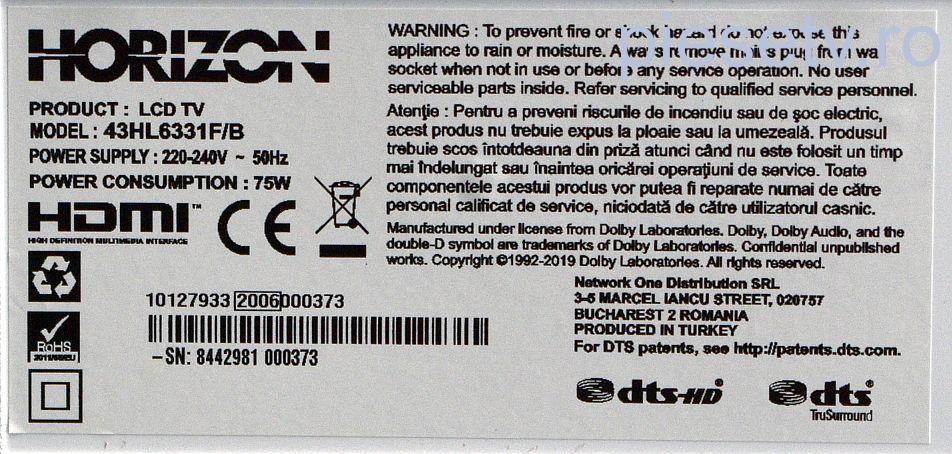 HORIZON
PRODUCT : LCD TV
MODEL : 43HL6331F/B
POWER SUPPLY : 220-240V ~ 50Hz
POWER CONSUMPTION : 75W
HDMI™
HIGH DEFINITION MULTIMEDIA INTERFACE
CE
RoHS
2011/65/EU
10127933 2006000373
-SN: 8442981 000373
WARNING : To prevent fire or shock hazard do not expose this
appliance to rain or moisture. Always remove mains plug from wall
socket when not in use or before any service operation. No user
serviceable parts inside. Refer servicing to qualified service personnel.
Atenţie : Pentru a preveni riscurile de incendiu sau de şoc electric,
acest produs nu trebuie expus la ploaie sau la umezeală. Produsul
trebuie scos întotdeauna din priză atunci când nu este folosit un timp
mai îndelungat sau înaintea oricărei operaţiuni de service. Toate
componentele acestui produs vor putea fi reparate numai de către
personal calificat de service, niciodată de către utilizatorul casnic.
Manufactured under license from Dolby Laboratories. Dolby, Dolby Audio, and the
double-D symbol are trademarks of Dolby Laboratories. Confidential unpublished
works. Copyright ©1992-2019 Dolby Laboratories. All rights reserved.
Network One Distribution SRL
3-5 MARCEL IANCU STREET, 020757
BUCHAREST 2 ROMANIA
PRODUCED IN TURKEY
For DTS patents, see http://patents.dts.com.
dts-HD
dts®
TruSurround